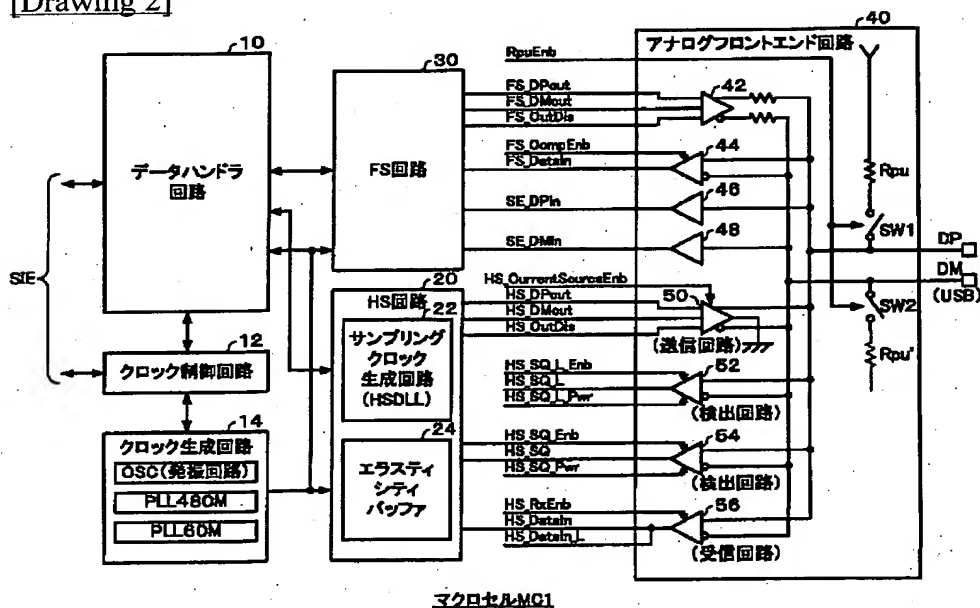 [Drawing 2]
10
データハンドラ
回路
SIE
12
クロック制御回路
14
クロック生成回路
OSC(発振回路)
PLL480M
PLL60M
30
FS回路
20
HS回路
22
サンプリング
クロック
生成回路
(HSDLL)
24
エラスティ
シティ
バッファ
RpuEnb
FS_DPout
FS_DMout
FS_OutDis
FS_CompEnb
FS_DataIn
SE_DPin
SE_DMin
HS_CurrentSourceEnb
HS_DPout
HS_DMout
HS_OutDis
HS_SQ_L_Enb
HS_SQ_L
HS_SQ_L_Pwr
HS_SQ_Enb
HS_SQ
HS_SQ_Pwr
HS_RxEnb
HS_DataIn
HS_DataIn_L
40
アナログフロントエンド回路
42
44
46
48
50
(送信回路)
52
(検出回路)
54
(検出回路)
56
(受信回路)
Rpu
SW1
DP
DM
(USB)
SW2
Rpu'
マクロセルMC1